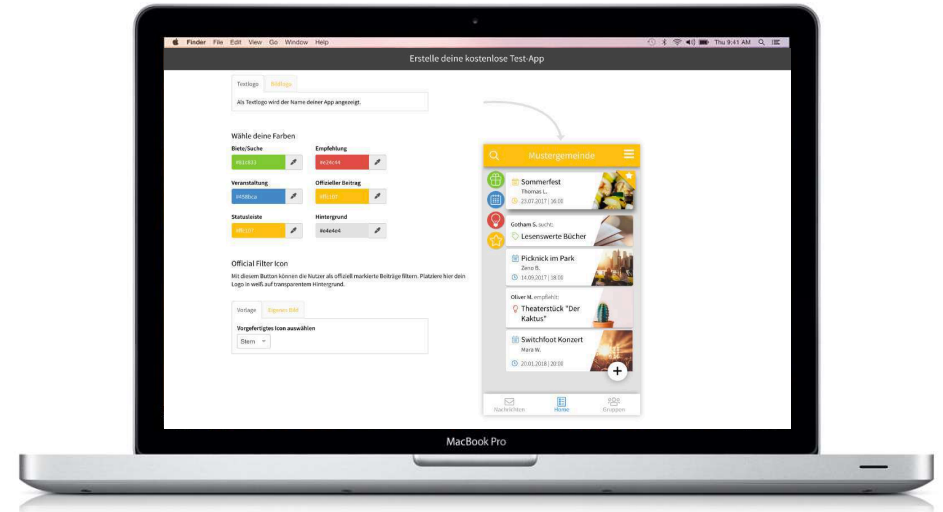 Finder File Edit View Go Window Help
Thu 9:41 AM
Erstelle deine kostenlose Test-App
Textlogo Bildlogo
Als Textlogo wird der Name deiner App angezeigt.
Wähle deine Farben
Biete/Suche Empfehlung
Veranstaltung Offizieller Beitrag
#498bca
Statusleiste Hintergrund
#e4e4e4
Official Filter Icon
Mit diesem Button können die Nutzer als offiziell markierte Beiträge filtern. Platziere hier dein
Logo in weiß auf transparentem Hintergrund.
Vorlage Eigenes Bild
Vorgefertigtes Icon auswählen
Stern
Mustergemeinde
Sommerfest
Thomas L.
23.07.2017 | 16:00
Gotham S. sucht:
Lesenswerte Bücher
Picknick im Park
Zeno B.
14.09.2017 | 18:00
Oliver M. empfiehlt:
Theaterstück "Der
Kaktus"
Switchfoot Konzert
Mara W.
20.01.2018 | 20:00
+
Nachrichten Home Gruppen
MacBook Pro